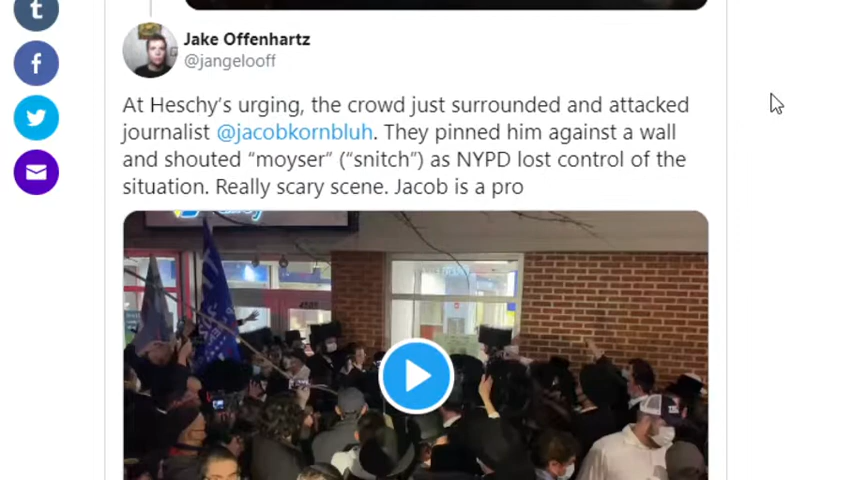 Jake Offenhartz
@jangelooff
At Heschy's urging, the crowd just surrounded and attacked
journalist @jacobkornbluh. They pinned him against a wall
and shouted “moyser” (“snitch”) as NYPD lost control of the
situation. Really scary scene. Jacob is a pro